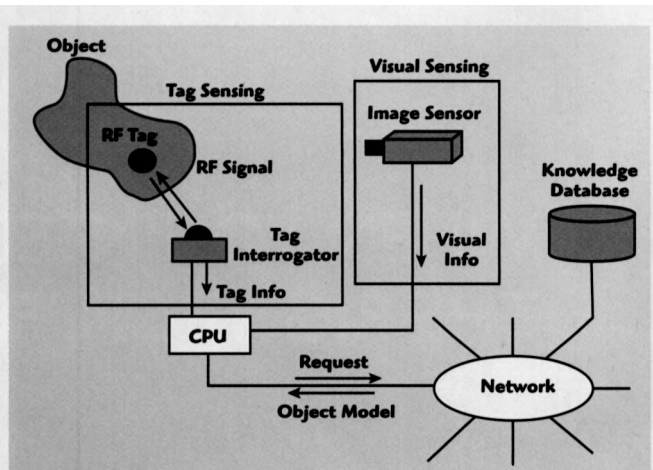 Object
Visual Sensing
Tag Sensing
Image Sensor
RF Tag
RF Signal
Knowledge
Database
Tag
Interrogator
Visual
Info
Tag Info
CPU
Request
Network
Object Model